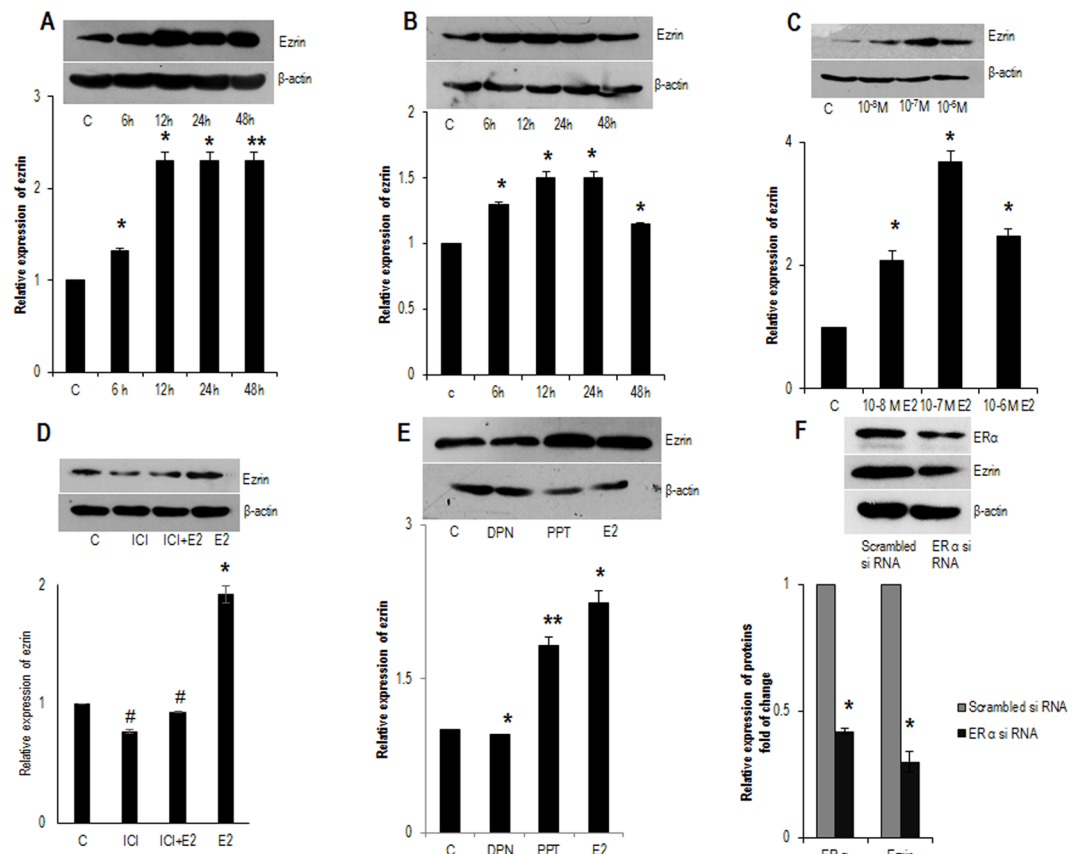 A
Ezrin
β-actin
C 6h 12h 24h 48h
Relative expression of ezrin
3
2
1
0
* * * **
C 6h 12h 24h 48h
B
Ezrin
β-actin
C 6h 12h 24h 48h
Relative expression of ezrin
2
1.5
1
0.5
0
* * * *
c 6h 12h 24h 48h
C
Ezrin
β-actin
C 10-8M 10-7M
Relative expression of ezrin
4
2
0
* * *
C 10-8 M E2 10-7M E2 10-6M E2
D
Ezrin
β-actin
C ICI ICI+E2 E2
Relative expression of ezrin
2
1
0
# # *
C ICI ICI+E2 E2
E
Ezrin
β-actin
C DPN PPT E2
Relative expression of ezrin
3
1.5
0
* ** *
C DPN PPT E2
F
ERα
Ezrin
β-actin
Scrambled ERα si
si RNA RNA
Relative expression of proteins
fold of change
1
0.5
0
* *
Scrambled si RNA
ERα si RNA